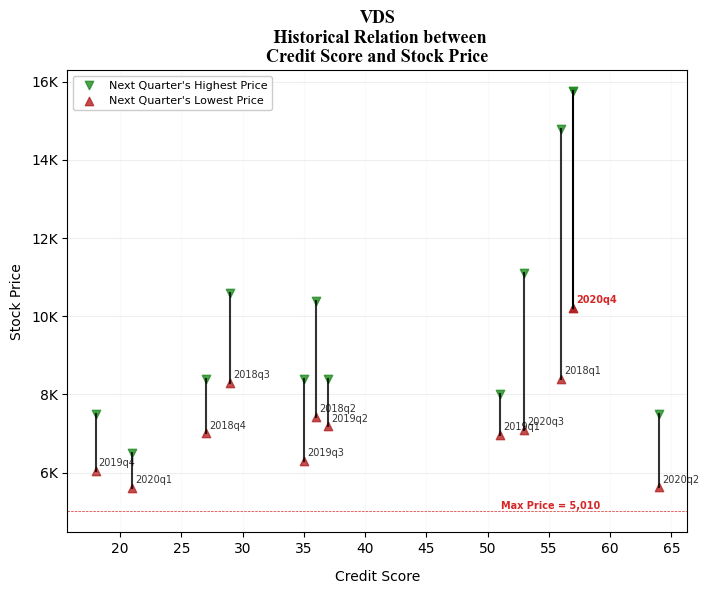 VDS
Historical Relation between
Credit Score and Stock Price
Next Quarter's Highest Price
Next Quarter's Lowest Price
16K
14K
12K
10K
8K
6K
Stock Price
2020q4
2018q3
2018q1
2018q2
2019q2
2018q4
2020q3
2019q1
2019q3
2019q4
2020q1
2020q2
Max Price = 5,010
20 25 30 35 40 45 50 55 60 65
Credit Score